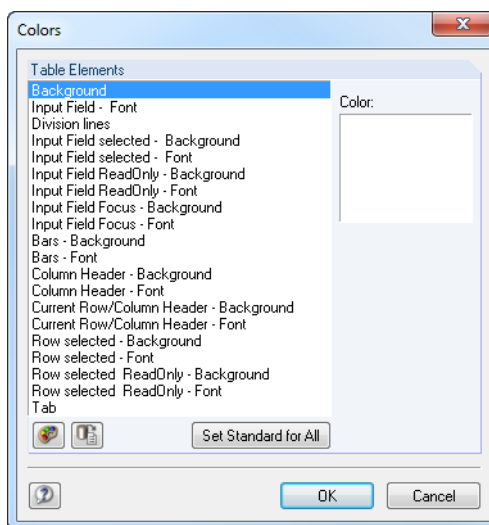 Colors
Table Elements
Background
Input Field - Font
Division lines
Input Field selected - Background
Input Field selected - Font
Input Field ReadOnly - Background
Input Field ReadOnly - Font
Input Field Focus - Background
Input Field Focus - Font
Bars - Background
Bars - Font
Column Header - Background
Column Header - Font
Current Row/Column Header - Background
Current Row/Column Header - Font
Row selected - Background
Row selected - Font
Row selected ReadOnly - Background
Row selected ReadOnly - Font
Tab
Color:
Set Standard for All
OK
Cancel